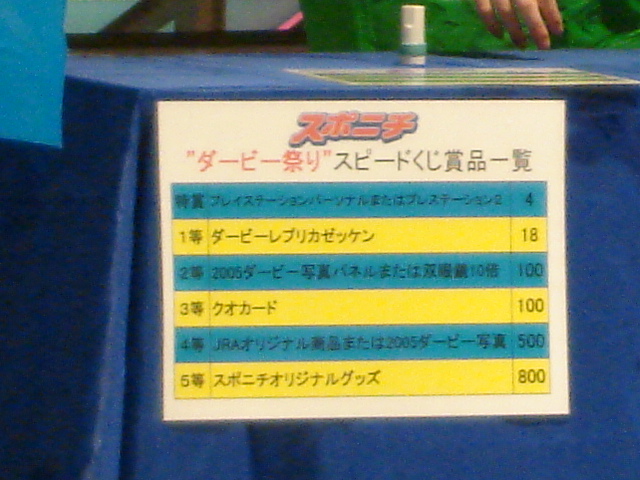 スポニチ
"ダービー祭り"スピードくじ賞品一覧
特賞 プレイステーションパーソナルまたはプレステーション2 4
1等 ダービーレプリカゼッケン 18
2等 2005ダービー写真パネルまたは双眼鏡10倍 100
3等 クオカード 100
4等 JRAオリジナル商品または2005ダービー写真 500
5等 スポニチオリジナルグッズ 800